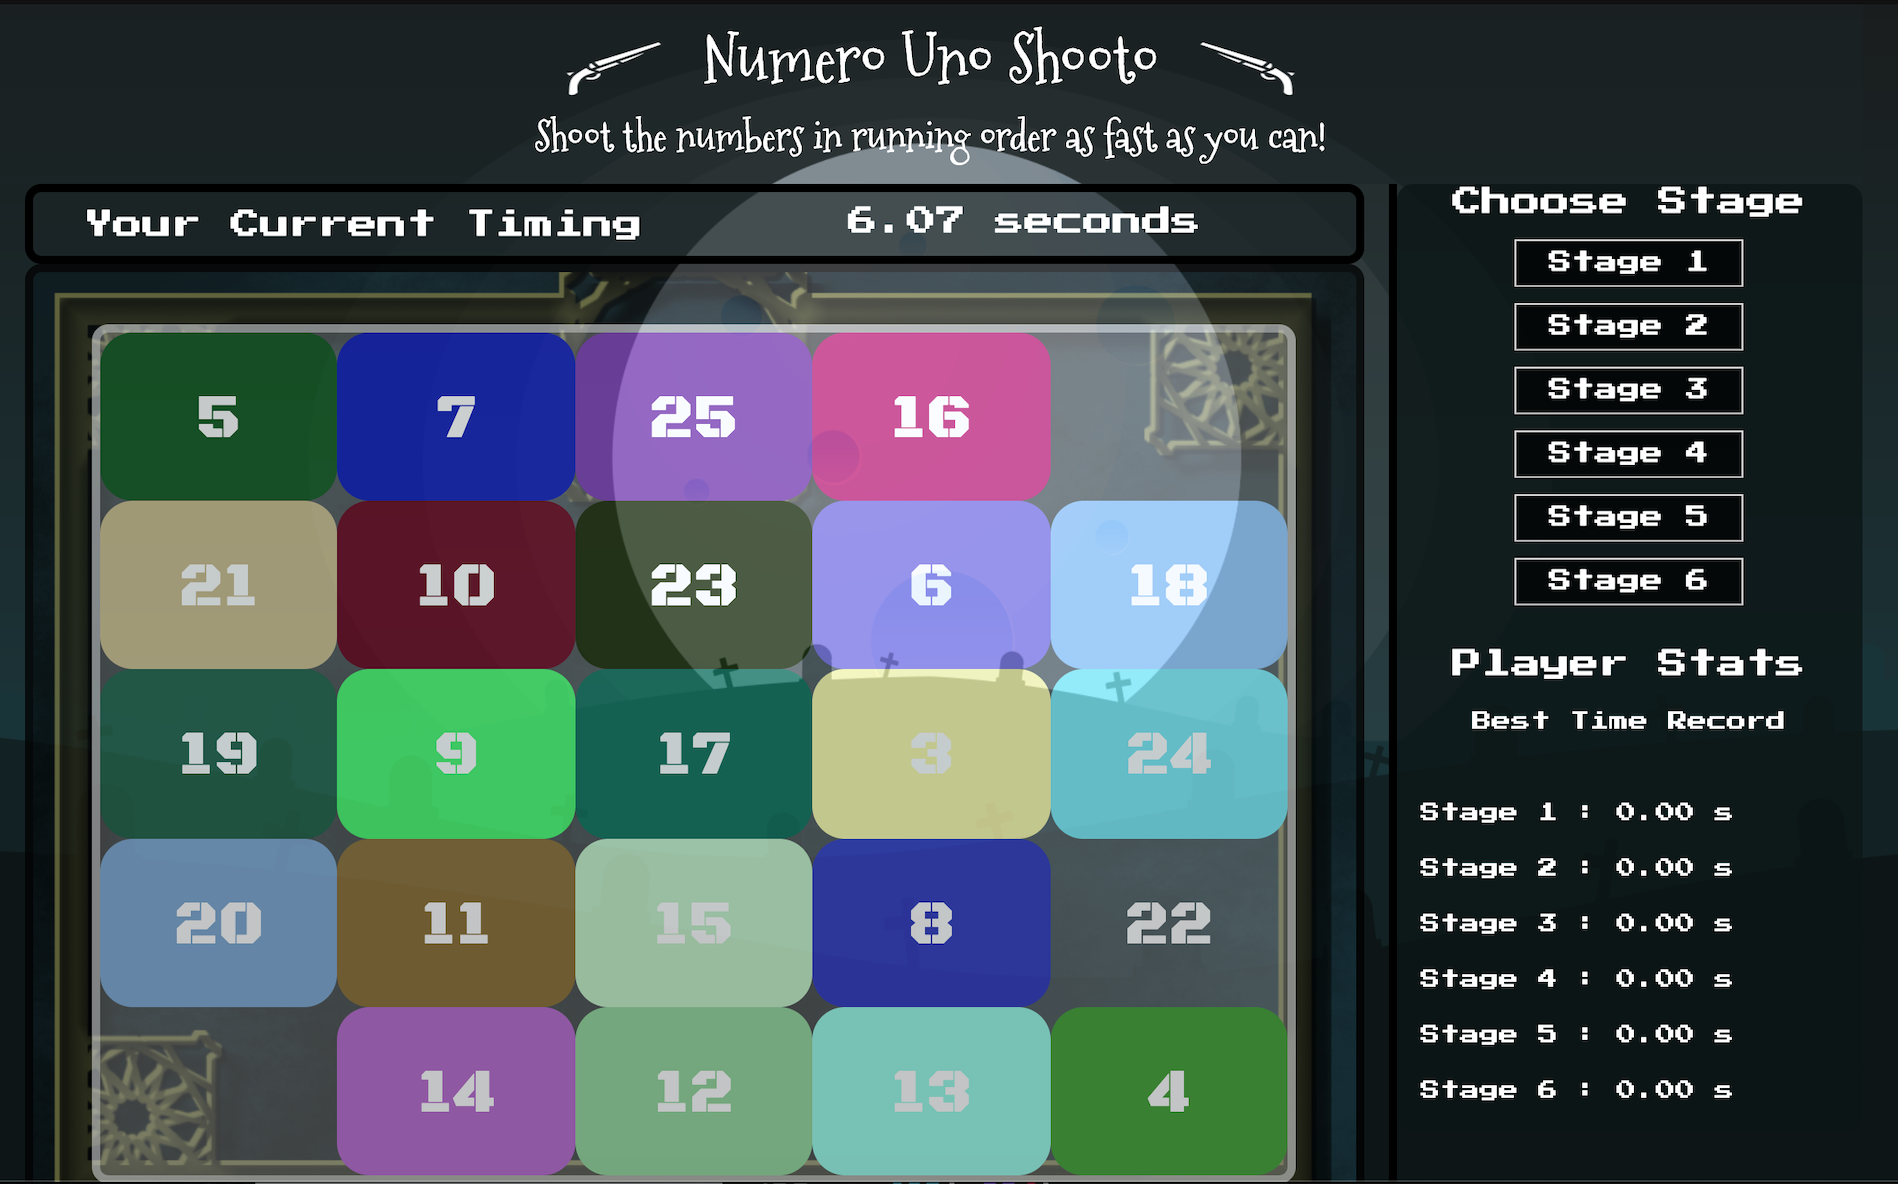 Numero Uno Shooto
Shoot the numbers in running order as fast as you can!
Your Current Timing 6.07 seconds
5 7 25 16
21 10 23 6 18
19 9 17 3 24
20 11 15 8 22
14 12 13 4
Choose Stage
Stage 1
Stage 2
Stage 3
Stage 4
Stage 5
Stage 6
Player Stats
Best Time Record
Stage 1 : 0.00 s
Stage 2 : 0.00 s
Stage 3 : 0.00 s
Stage 4 : 0.00 s
Stage 5 : 0.00 s
Stage 6 : 0.00 s